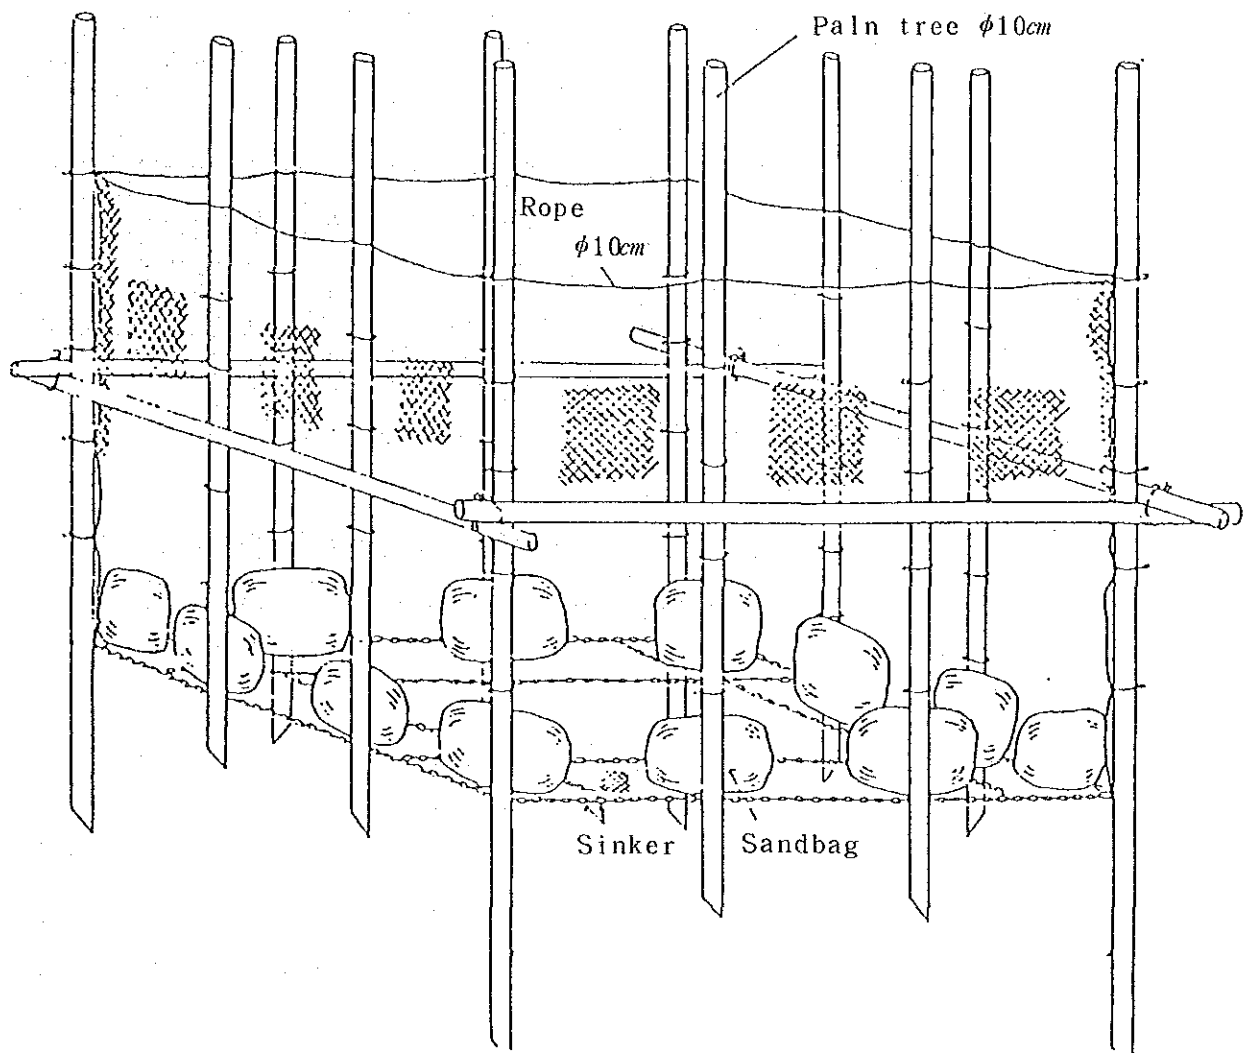 Paln tree φ10cm
Rope
φ10cm
Sinker
Sandbag